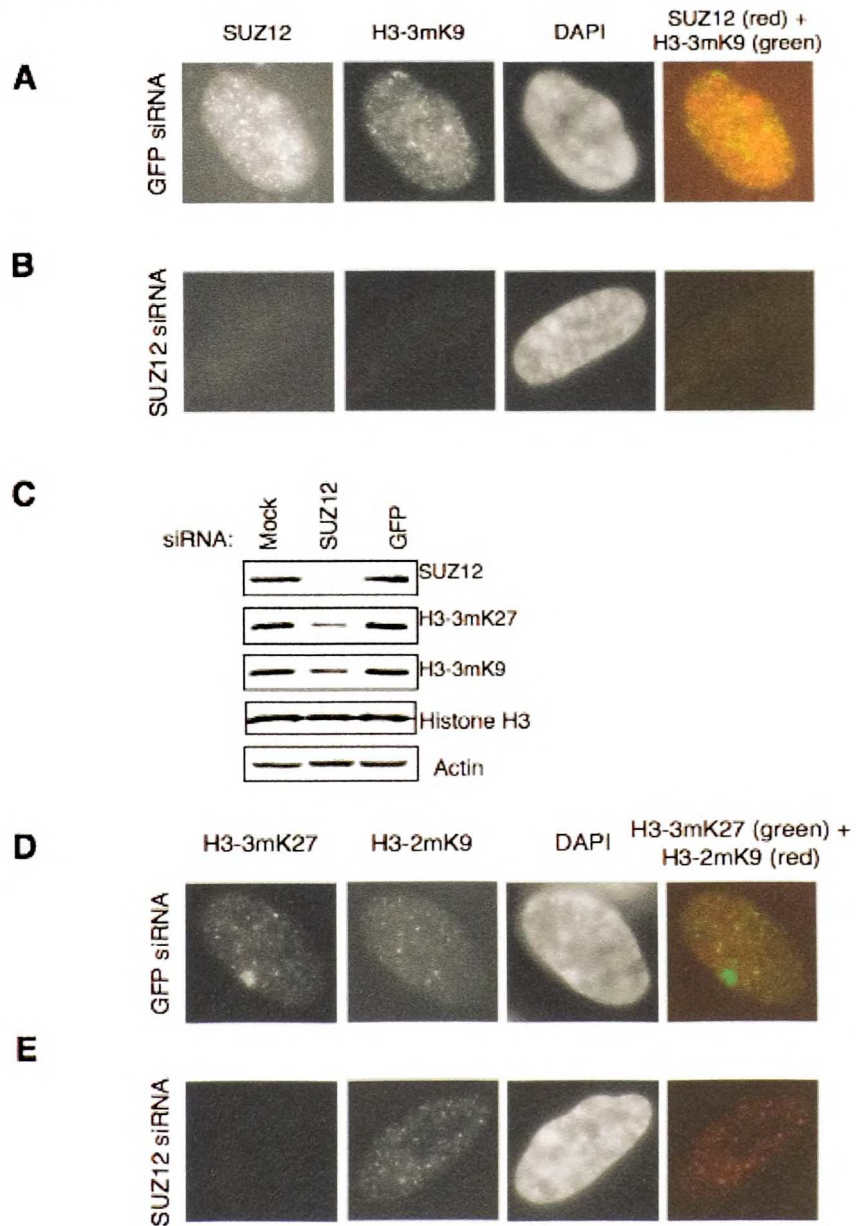 SUZ12 H3-3mK9 DAPI SUZ12 (red) +
H3-3mK9 (green)
A
GFP siRNA
B
SUZ12 siRNA
C
siRNA: Mock SUZ12 GFP
SUZ12
H3-3mK27
H3-3mK9
Histone H3
Actin
D
H3-3mK27 H3-2mK9 DAPI H3-3mK27 (green) +
H3-2mK9 (red)
GFP siRNA
E
SUZ12 siRNA